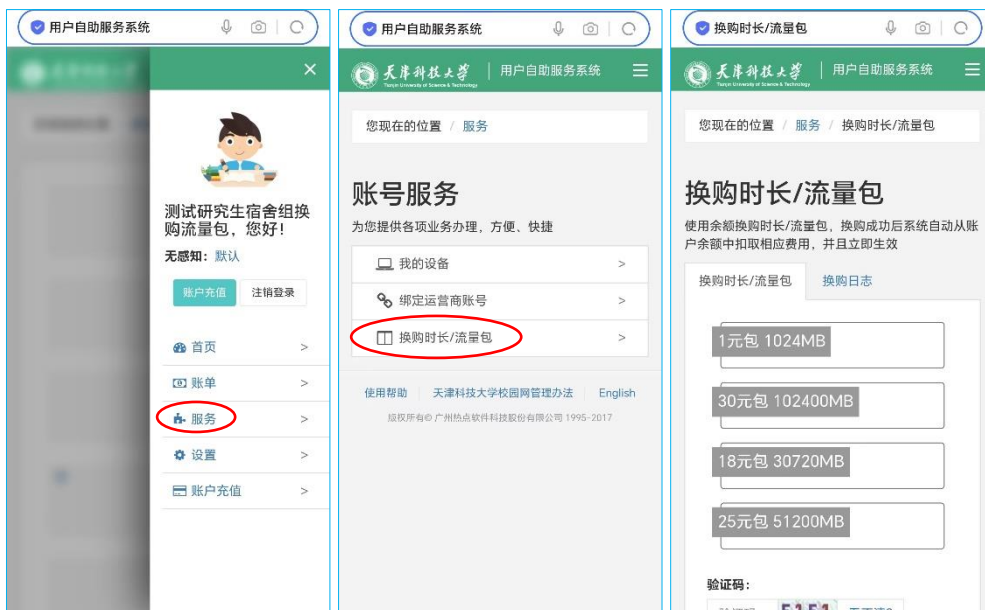 用户自助服务系统
×
测试研究生宿舍组换
购流量包，您好！
无感知：默认
账户充值 注销登录
首页 >
账单 >
服务 >
设置 >
账户充值 >
用户自助服务系统
天津科技大学 用户自助服务系统
Tianjin University of Science & Technology
您现在的位置 / 服务
账号服务
为您提供各项业务办理，方便、快捷
我的设备 >
绑定运营商账号 >
换购时长/流量包 >
使用帮助 天津科技大学校园网管理办法 English
版权所有© 广州热点软件科技股份有限公司 1995-2017
换购时长/流量包
天津科技大学 用户自助服务系统
Tianjin University of Science & Technology
您现在的位置 / 服务 / 换购时长/流量包
换购时长/流量包
使用余额换购时长/流量包，换购成功后系统自动从账
户余额中扣取相应费用，并且立即生效
换购时长/流量包 换购日志
1元包 1024MB
30元包 102400MB
18元包 30720MB
25元包 51200MB
验证码：